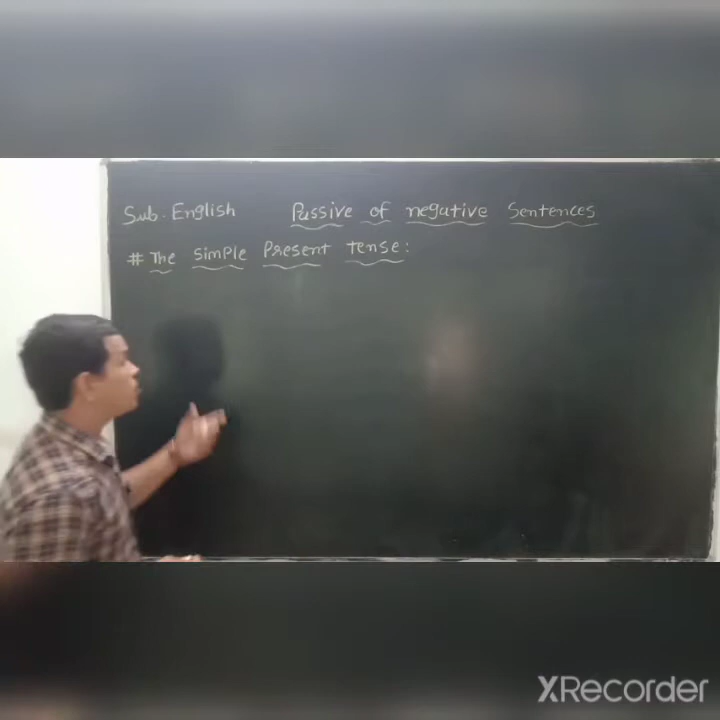 Sub. English Passive of negative Sentences
# The Simple Present tense:
XRecorder